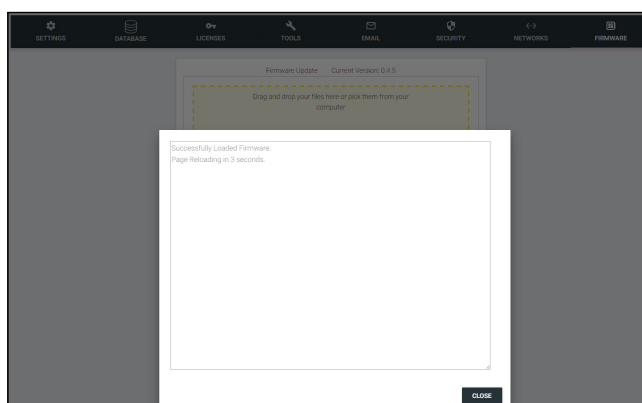 SETTINGS DATABASE LICENSES TOOLS EMAIL SECURITY NETWORKS FIRMWARE
Firmware Update Current Version: 0.4.5
Drag and drop your files here or pick them from your
computer
Successfully Loaded Firmware.
Page Reloading in 3 seconds.
CLOSE